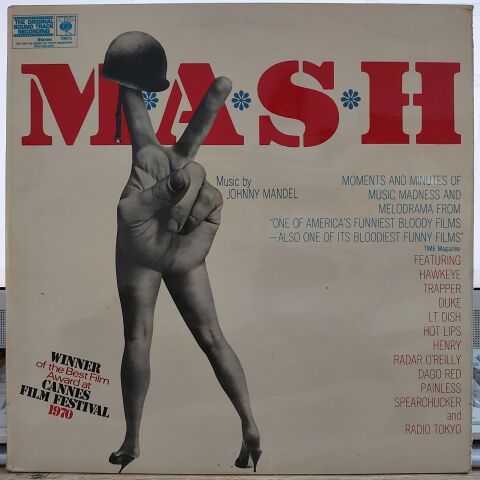 THE ORIGINAL
SOUND TRACK
RECORDING
Stereo
CBS
70013
M*A*S*H
Music by
JOHNNY MANDEL
MOMENTS AND MINUTES OF
MUSIC, MADNESS AND
MELODRAMA FROM
"ONE OF AMERICA'S FUNNIEST BLOODY FILMS
—ALSO ONE OF ITS BLOODIEST FUNNY FILMS"
TIME Magazine
FEATURING
HAWKEYE
TRAPPER
DUKE
LT. DISH
HOT LIPS
HENRY
RADAR O'REILLY
DAGO RED
PAINLESS
SPEARCHUCKER
and
RADIO TOKYO
WINNER
of the Best Film
Award at
CANNES
FILM FESTIVAL
1970